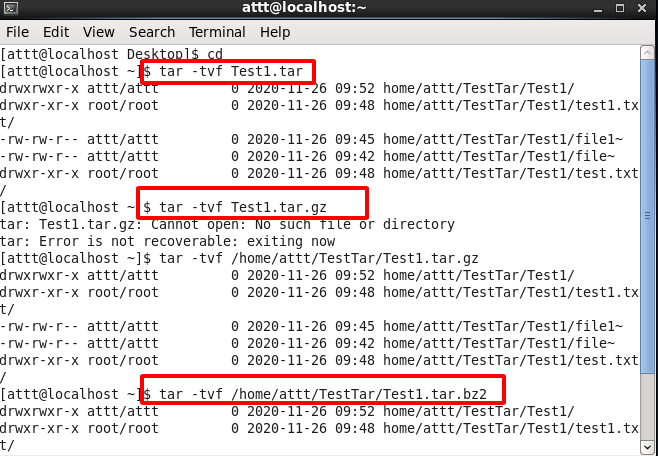 attt@localhost:~
File Edit View Search Terminal Help
[attt@localhost Desktop]$ cd
[attt@localhost ~]$ tar -tvf Test1.tar
drwxrwxr-x attt/attt 0 2020-11-26 09:52 home/attt/TestTar/Test1/
drwxr-xr-x root/root 0 2020-11-26 09:48 home/attt/TestTar/Test1/test1.tx
t/
-rw-rw-r-- attt/attt 0 2020-11-26 09:45 home/attt/TestTar/Test1/file1~
-rw-rw-r-- attt/attt 0 2020-11-26 09:42 home/attt/TestTar/Test1/file~
drwxr-xr-x root/root 0 2020-11-26 09:48 home/attt/TestTar/Test1/test.txt
/
[attt@localhost ~]$ tar -tvf Test1.tar.gz
tar: Test1.tar.gz: Cannot open: No such file or directory
tar: Error is not recoverable: exiting now
[attt@localhost ~]$ tar -tvf /home/attt/TestTar/Test1.tar.gz
drwxrwxr-x attt/attt 0 2020-11-26 09:52 home/attt/TestTar/Test1/
drwxr-xr-x root/root 0 2020-11-26 09:48 home/attt/TestTar/Test1/test1.tx
t/
-rw-rw-r-- attt/attt 0 2020-11-26 09:45 home/attt/TestTar/Test1/file1~
-rw-rw-r-- attt/attt 0 2020-11-26 09:42 home/attt/TestTar/Test1/file~
drwxr-xr-x root/root 0 2020-11-26 09:48 home/attt/TestTar/Test1/test.txt
/
[attt@localhost ~]$ tar -tvf /home/attt/TestTar/Test1.tar.bz2
drwxrwxr-x attt/attt 0 2020-11-26 09:52 home/attt/TestTar/Test1/
drwxr-xr-x root/root 0 2020-11-26 09:48 home/attt/TestTar/Test1/test1.tx
t/